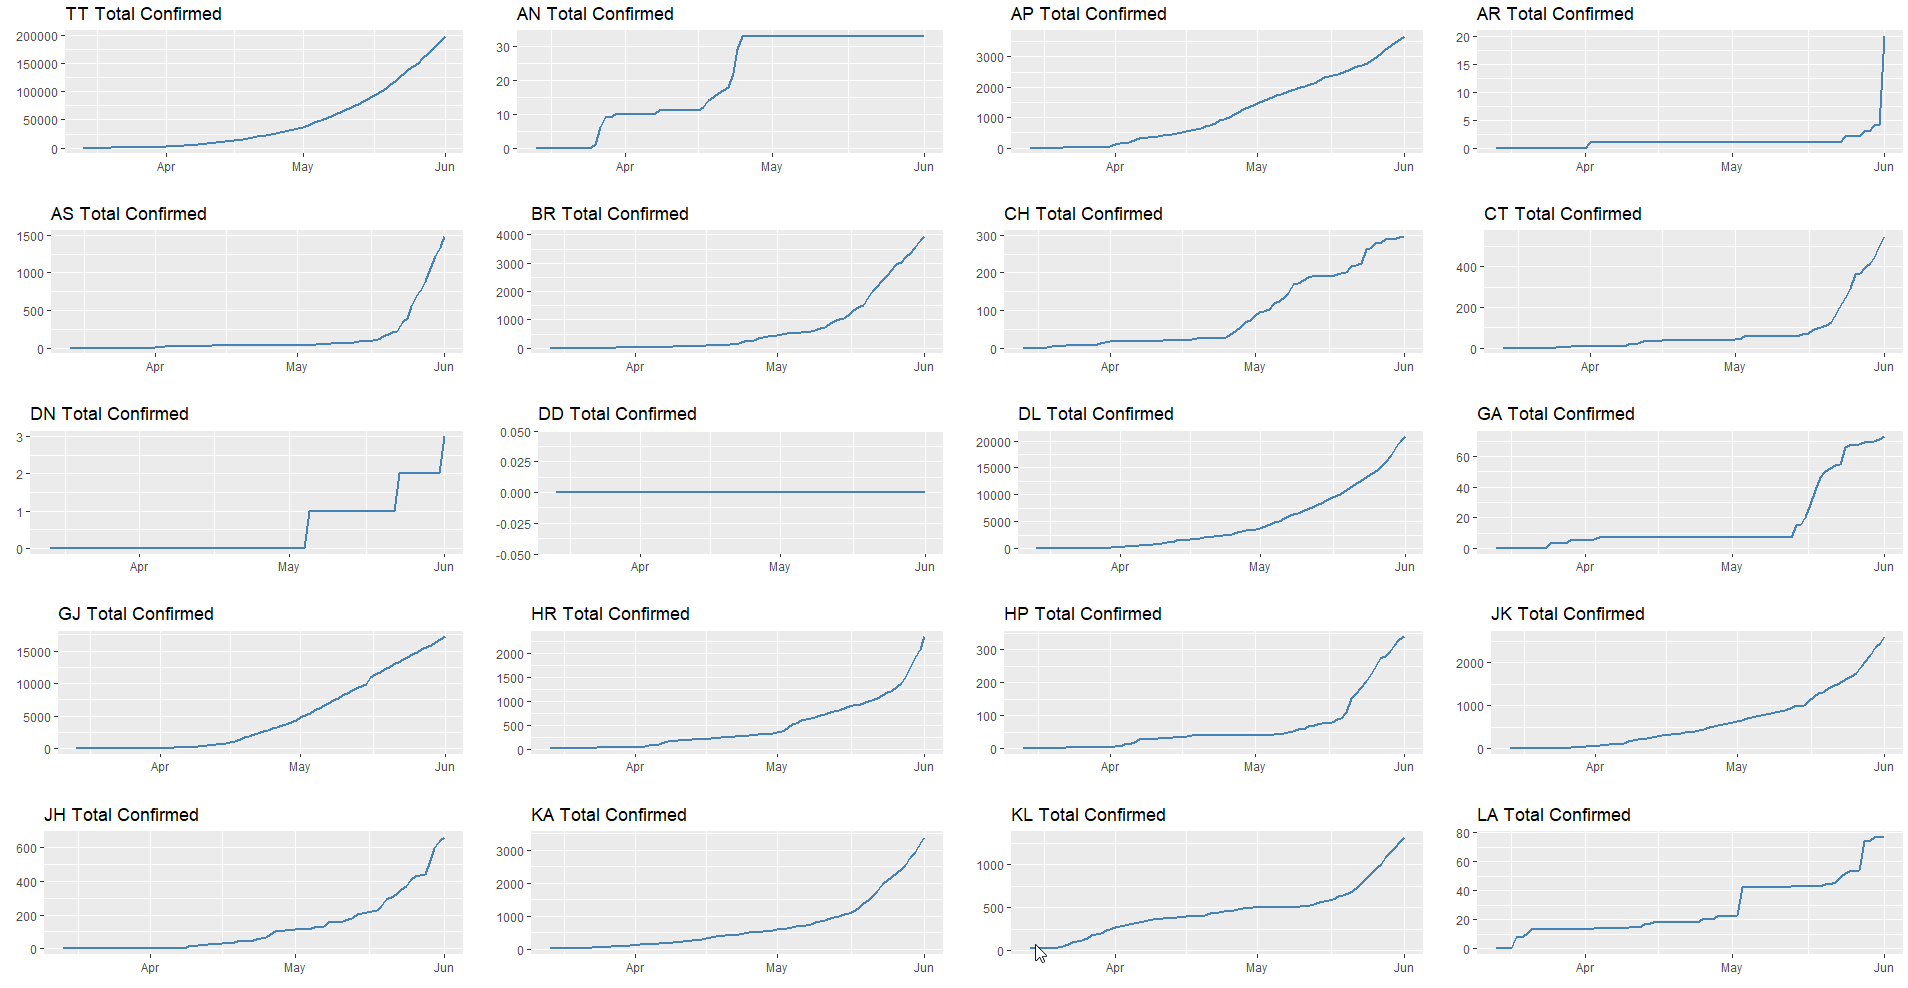 TT Total Confirmed
200000
150000
100000
50000
0
Apr May Jun
AN Total Confirmed
30
20
10
0
Apr May Jun
AP Total Confirmed
3000
2000
1000
0
Apr May Jun
AR Total Confirmed
20
15
10
5
0
Apr May Jun
AS Total Confirmed
1500
1000
500
0
Apr May Jun
BR Total Confirmed
4000
3000
2000
1000
0
Apr May Jun
CH Total Confirmed
300
200
100
0
Apr May Jun
CT Total Confirmed
400
200
0
Apr May Jun
DN Total Confirmed
3
2
1
0
Apr May Jun
DD Total Confirmed
0.050
0.025
0.000
-0.025
-0.050
Apr May Jun
DL Total Confirmed
20000
15000
10000
5000
0
Apr May Jun
GA Total Confirmed
60
40
20
0
Apr May Jun
GJ Total Confirmed
15000
10000
5000
0
Apr May Jun
HR Total Confirmed
2000
1500
1000
500
0
Apr May Jun
HP Total Confirmed
300
200
100
0
Apr May Jun
JK Total Confirmed
2000
1000
0
Apr May Jun
JH Total Confirmed
600
400
200
0
Apr May Jun
KA Total Confirmed
3000
2000
1000
0
Apr May Jun
KL Total Confirmed
1000
500
0
Apr May Jun
LA Total Confirmed
80
60
40
20
0
Apr May Jun